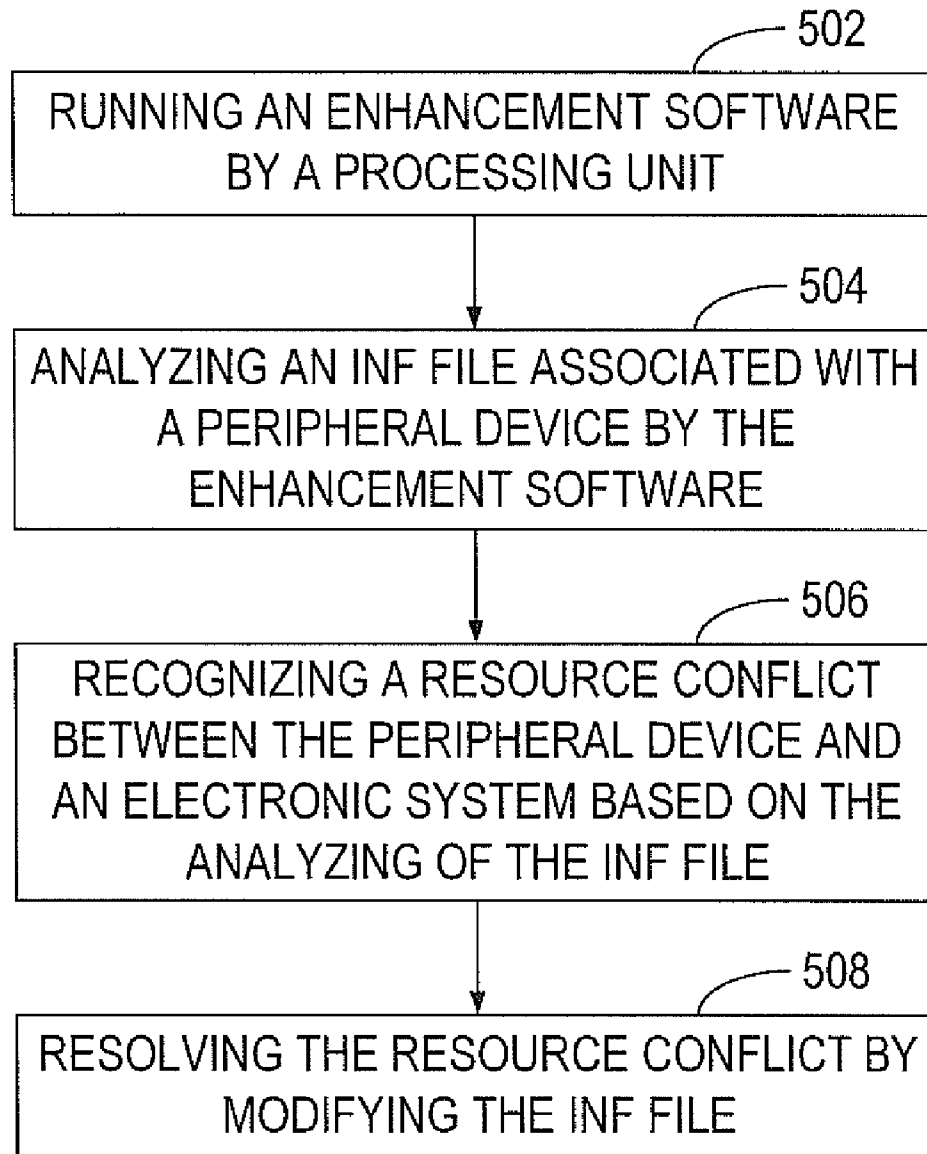 502
RUNNING AN ENHANCEMENT SOFTWARE
BY A PROCESSING UNIT
504
ANALYZING AN INF FILE ASSOCIATED WITH
A PERIPHERAL DEVICE BY THE
ENHANCEMENT SOFTWARE
506
RECOGNIZING A RESOURCE CONFLICT
BETWEEN THE PERIPHERAL DEVICE AND
AN ELECTRONIC SYSTEM BASED ON THE
ANALYZING OF THE INF FILE
508
RESOLVING THE RESOURCE CONFLICT BY
MODIFYING THE INF FILE